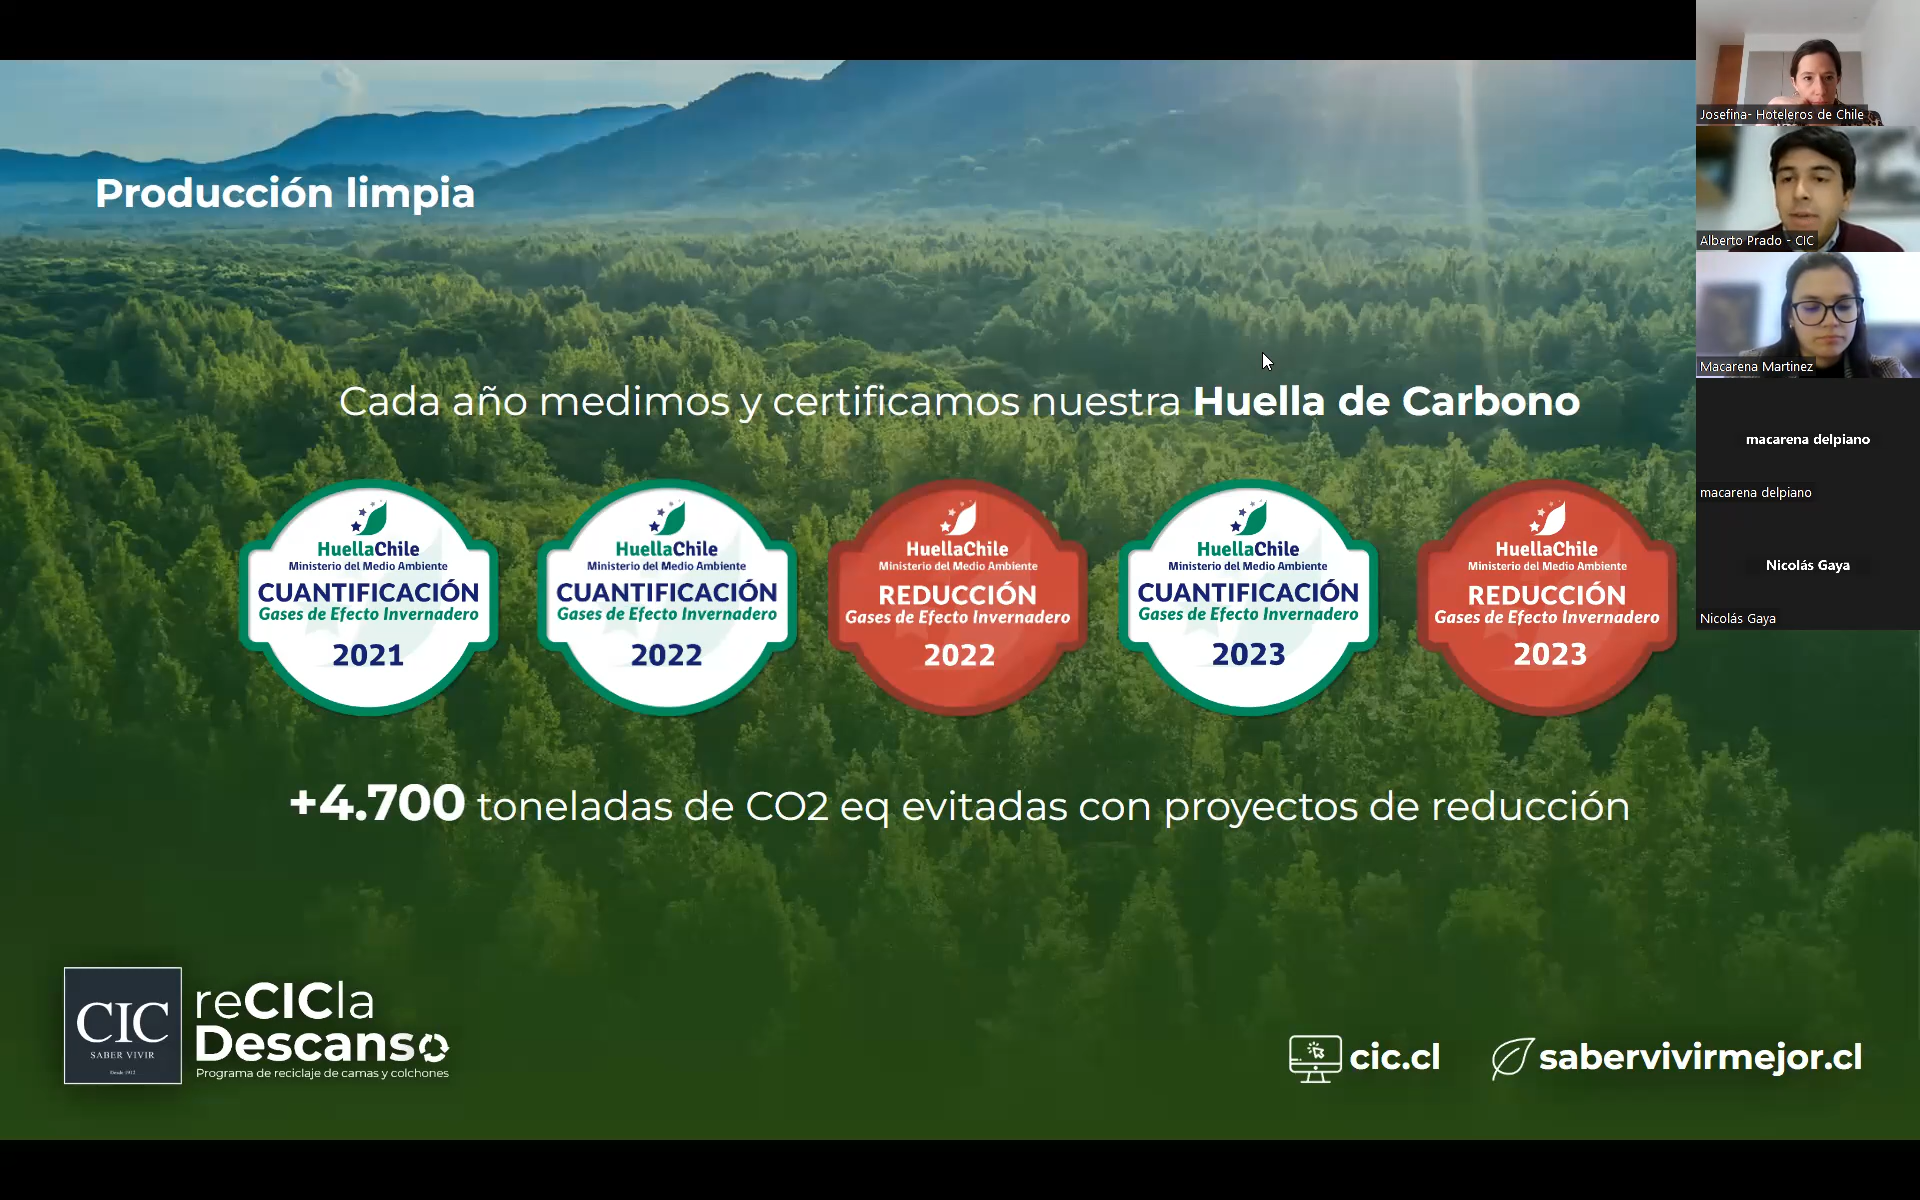 Producción limpia
Cada año medimos y certificamos nuestra Huella de Carbono
HuellaChile
Ministerio del Medio Ambiente
CUANTIFICACIÓN
Gases de Efecto Invernadero
2021
HuellaChile
Ministerio del Medio Ambiente
CUANTIFICACIÓN
Gases de Efecto Invernadero
2022
HuellaChile
Ministerio del Medio Ambiente
REDUCCIÓN
Gases de Efecto Invernadero
2022
HuellaChile
Ministerio del Medio Ambiente
CUANTIFICACIÓN
Gases de Efecto Invernadero
2023
HuellaChile
Ministerio del Medio Ambiente
REDUCCIÓN
Gases de Efecto Invernadero
2023
+4.700 toneladas de CO2 eq evitadas con proyectos de reducción
CIC
SABER VIVIR
Desde 1912
reCICla
Descanso
Programa de reciclaje de camas y colchones
cic.cl
sabervivirmejor.cl
Josefina- Hoteleros de Chile
Alberto Prado - CIC
Macarena Martinez
macarena delpiano
macarena delpiano
Nicolás Gaya
Nicolás Gaya